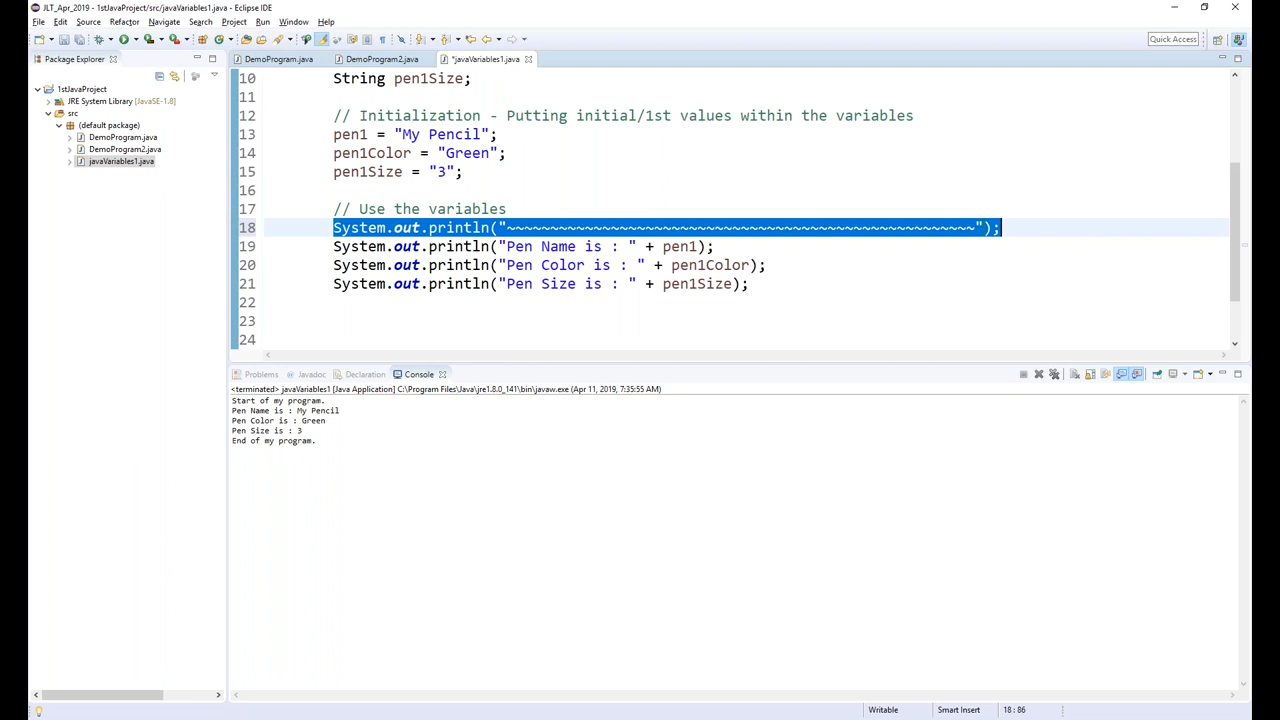 JLT_Apr_2019 - 1stJavaProject/src/javaVariables1.java - Eclipse IDE
File Edit Source Refactor Navigate Search Project Run Window Help
Quick Access
Package Explorer
1stJavaProject
JRE System Library [JavaSE-1.8]
src
(default package)
DemoProgram.java
DemoProgram2.java
javaVariables1.java
DemoProgram.java DemoProgram2.java *javaVariables1.java
10 String pen1Size;
11
12 // Initialization - Putting initial/1st values within the variables
13 pen1 = "My Pencil";
14 pen1Color = "Green";
15 pen1Size = "3";
16
17 // Use the variables
18 System.out.println("~~~~~~~~~~~~~~~~~~~~~~~~~~~~~~~~~~~~~~~~~~~~~~~~~~~~~~");
19 System.out.println("Pen Name is : " + pen1);
20 System.out.println("Pen Color is : " + pen1Color);
21 System.out.println("Pen Size is : " + pen1Size);
22
23
24
Problems Javadoc Declaration Console
<terminated> javaVariables1 [Java Application] C:\Program Files\Java\jre1.8.0_141\bin\javaw.exe (Apr 11, 2019, 7:35:55 AM)
Start of my program.
Pen Name is : My Pencil
Pen Color is : Green
Pen Size is : 3
End of my program.
Writable Smart Insert 18 : 86